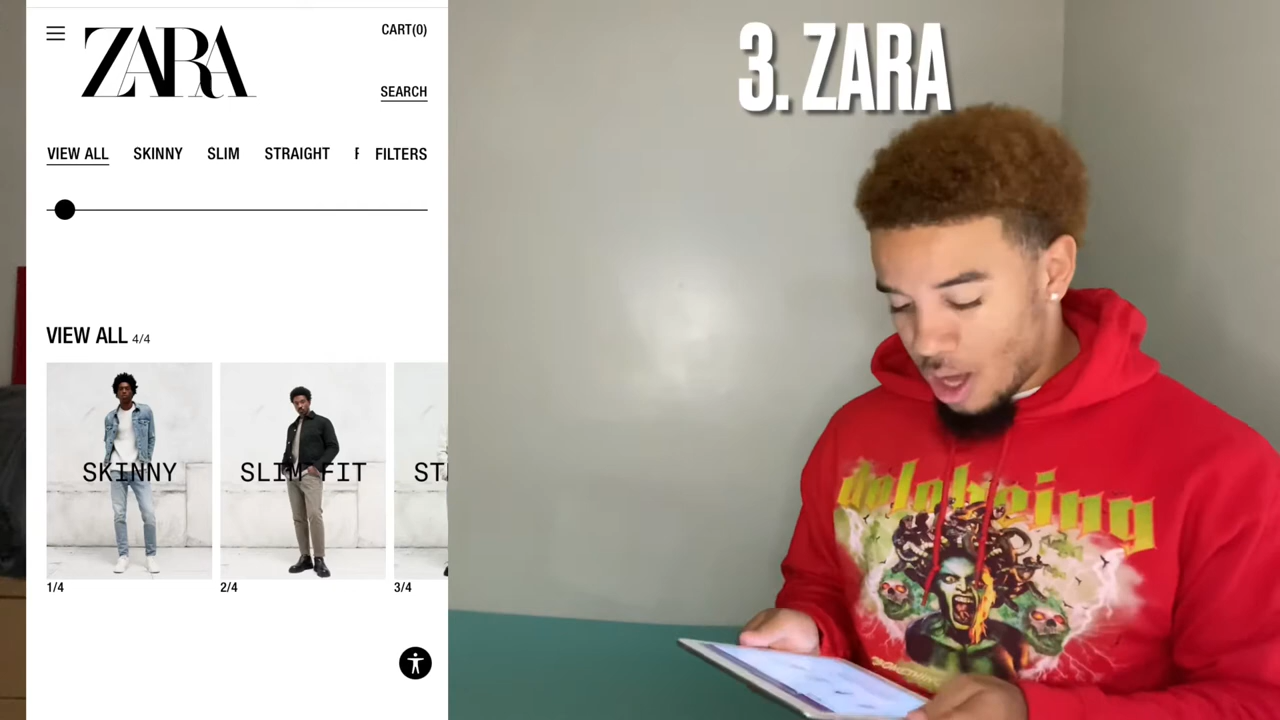 ZARA
CART(0)
SEARCH
VIEW ALL SKINNY SLIM STRAIGHT FILTERS
VIEW ALL 4/4
SKINNY
SLIM FIT
1/4
2/4
3/4
3. ZARA